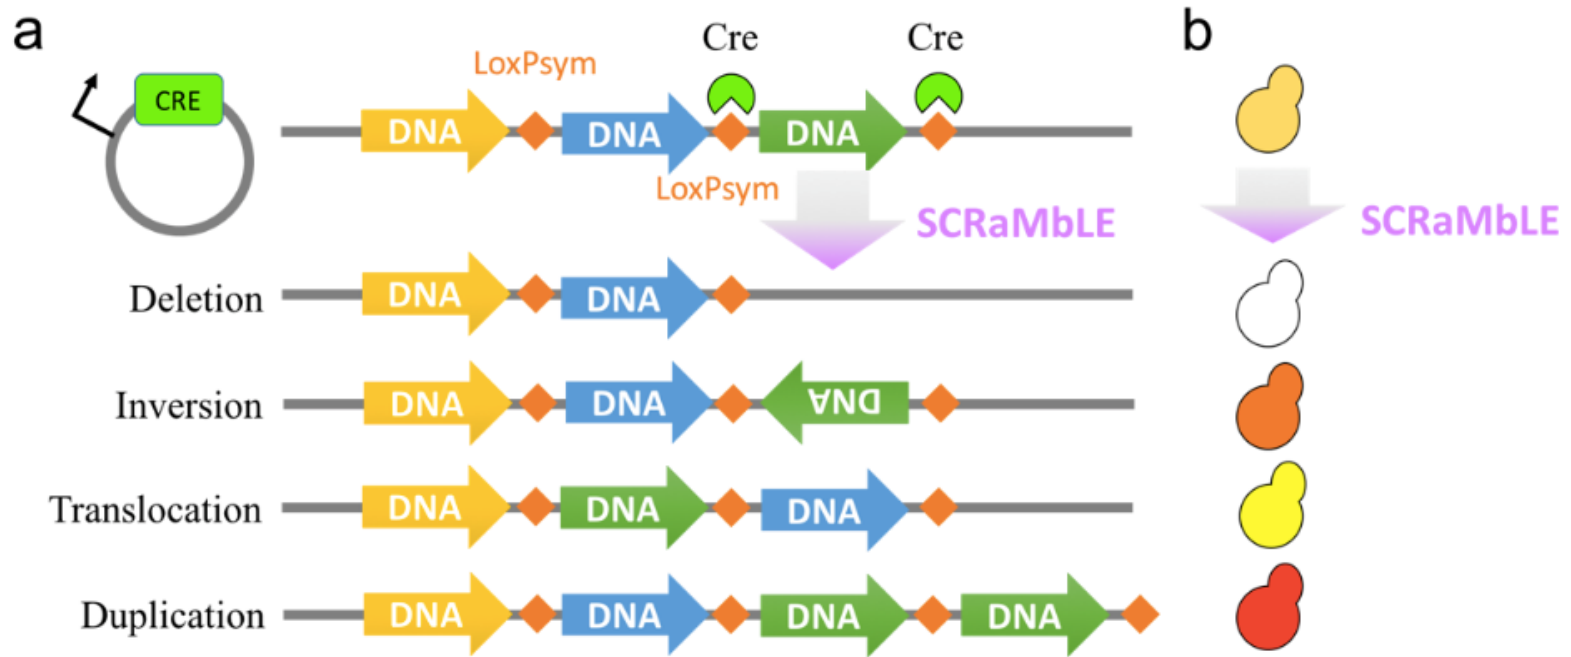 a
b
Cre
Cre
LoxPsym
CRE
DNA
DNA
DNA
LoxPsym
SCRaMbLE
SCRaMbLE
Deletion
DNA
DNA
Inversion
DNA
DNA
DNA
Translocation
DNA
DNA
DNA
Duplication
DNA
DNA
DNA
DNA